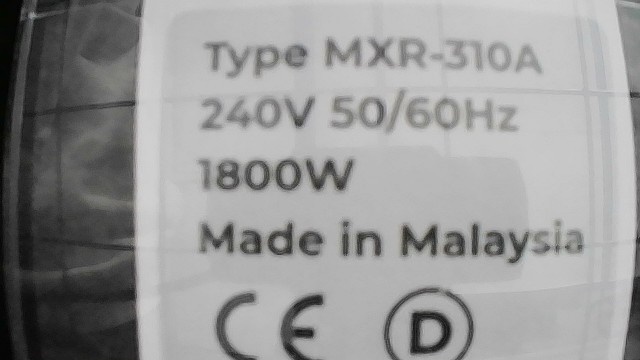 Type MXR-310A
240V 50/60Hz
1800W
Made in Malaysia
CE D